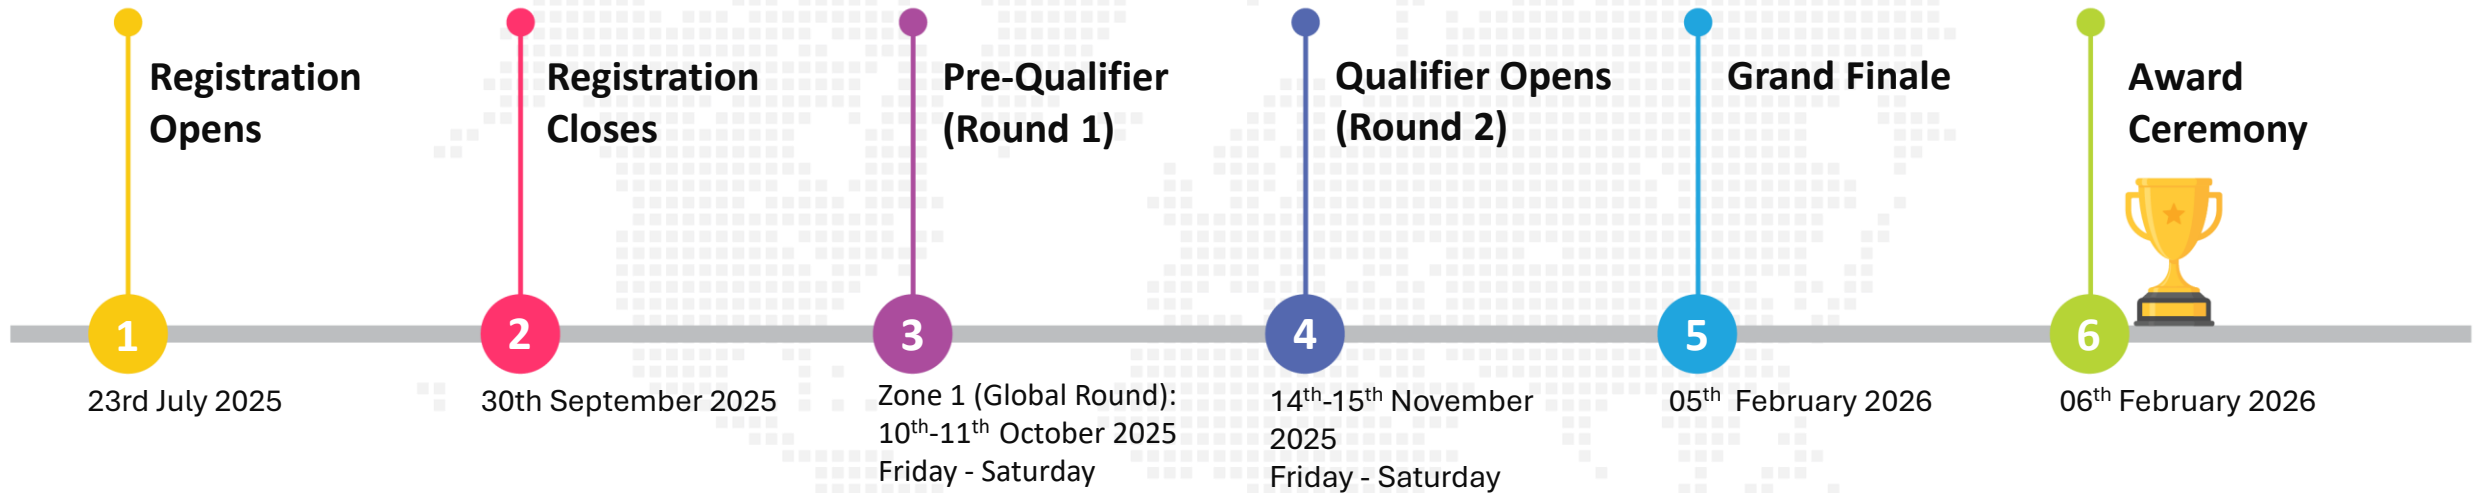 Registration
Opens
Registration
Closes
Pre-Qualifier
(Round 1)
Qualifier Opens
(Round 2)
Grand Finale
Award
Ceremony
1
2
3
4
5
6
23rd July 2025
30th September 2025
Zone 1 (Global Round):
10th-11th October 2025
Friday - Saturday
14th-15th November
2025
Friday - Saturday
05th February 2026
06th February 2026